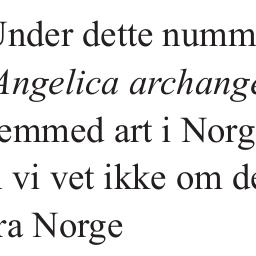 Under dette numm
Angelica archange
emmed art i Norg
vi vet ikke om de
ra Norge